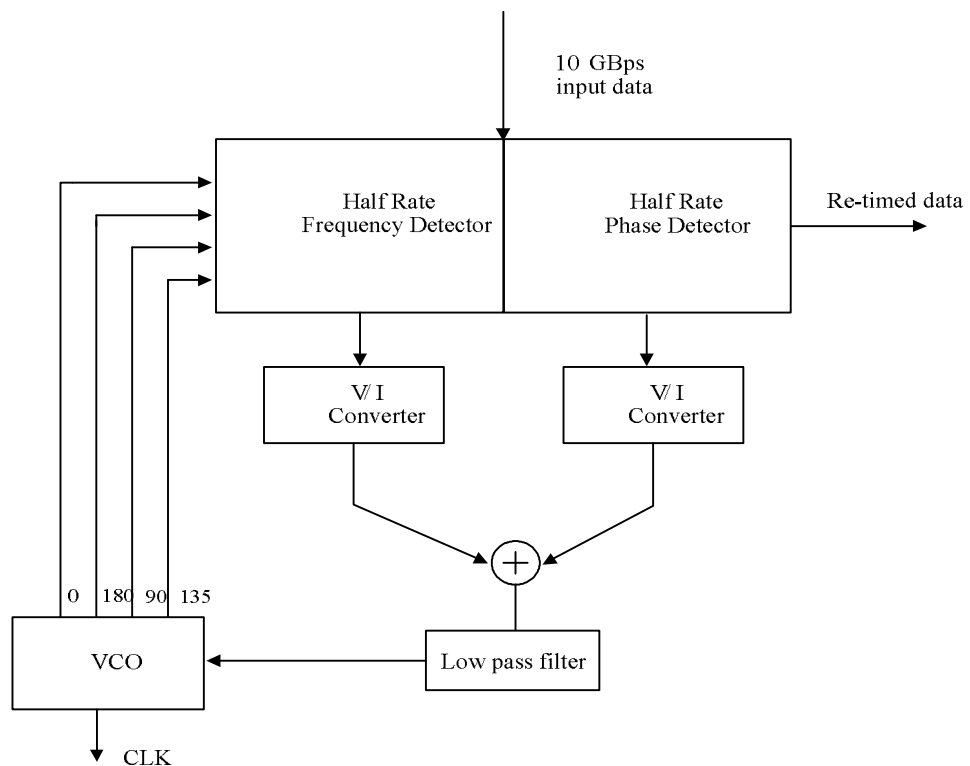 10 GBps
input data
Half Rate
Frequency Detector
Half Rate
Phase Detector
Re-timed data
V/ I
Converter
V/ I
Converter
0 180 90 135
VCO
Low pass filter
CLK